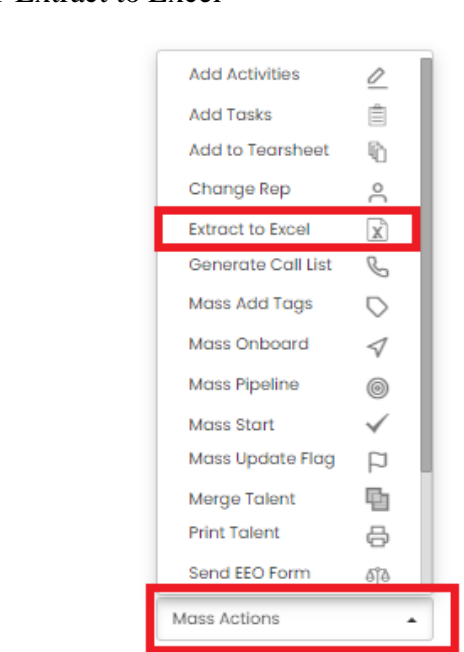 Extract to Excel
Add Activities
Add Tasks
Add to Tearsheet
Change Rep
Extract to Excel
Generate Call List
Mass Add Tags
Mass Onboard
Mass Pipeline
Mass Start
Mass Update Flag
Merge Talent
Print Talent
Send EEO Form
Mass Actions